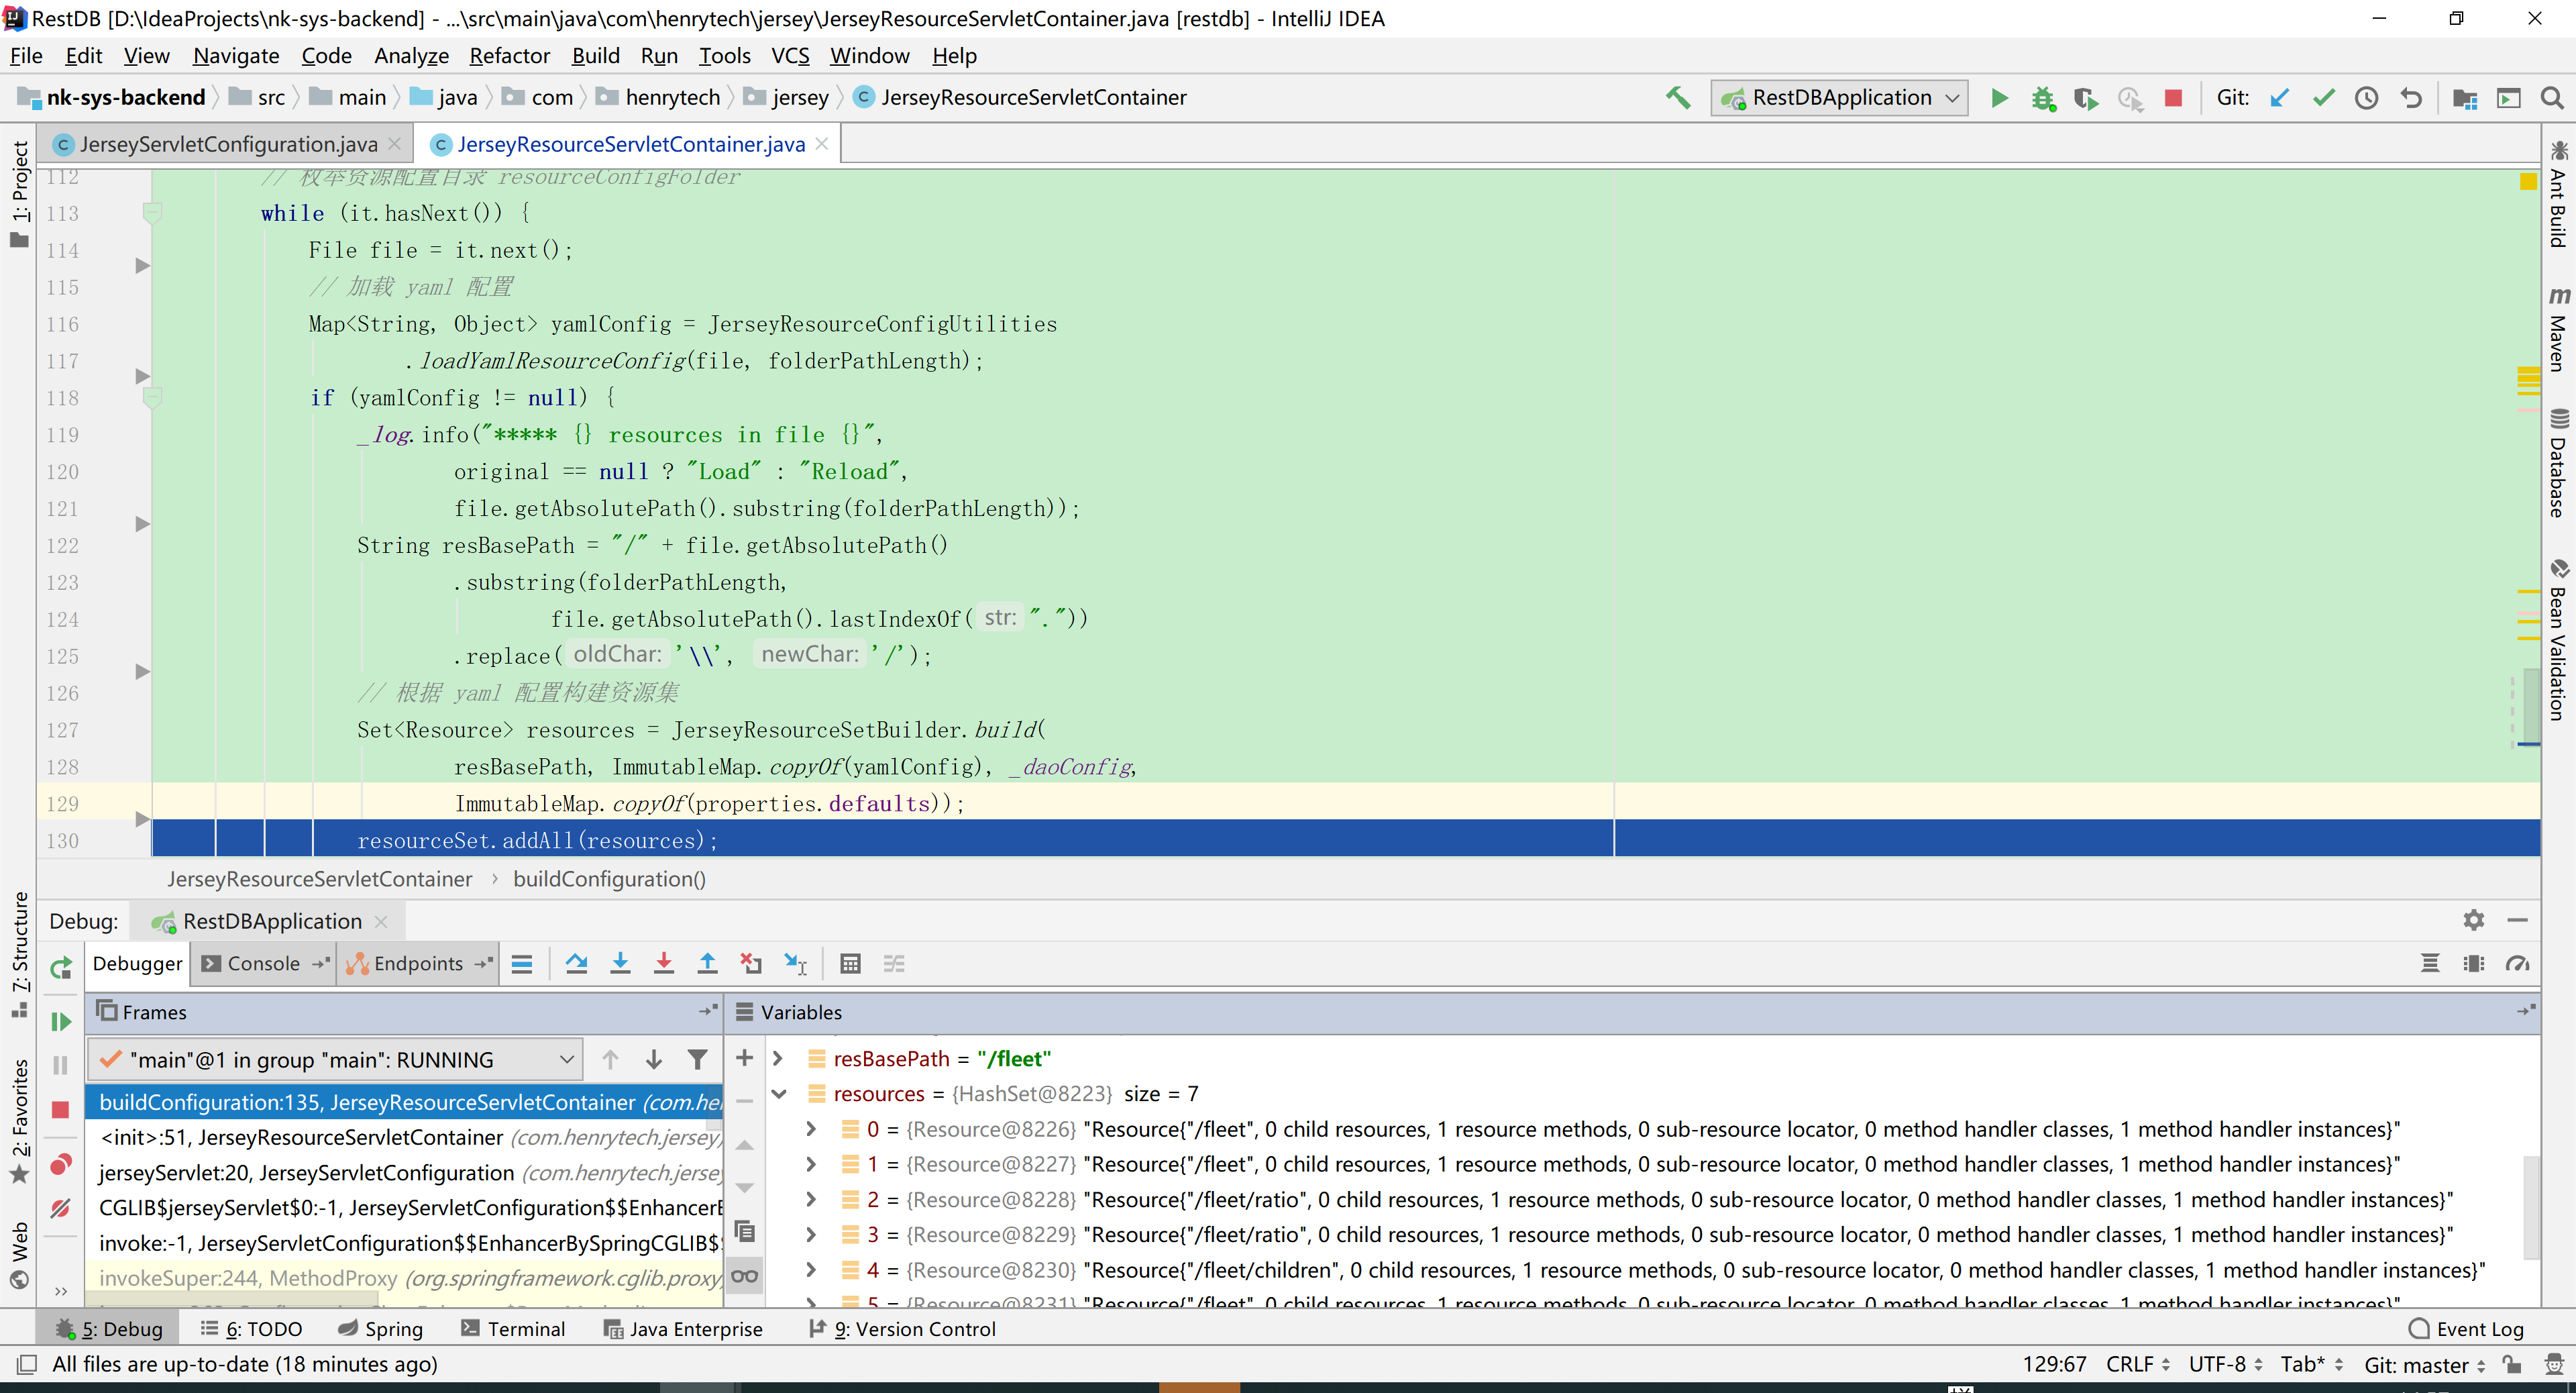 RestDB [D:\IdeaProjects\nk-sys-backend] - ...\src\main\java\com\henrytech\jersey\JerseyResourceServletContainer.java [restdb] - IntelliJ IDEA
File Edit View Navigate Code Analyze Refactor Build Run Tools VCS Window Help
nk-sys-backend src main java com henrytech jersey JerseyResourceServletContainer RestDBApplication Git:
JerseyServletConfiguration.java JerseyResourceServletContainer.java
1: Project
7: Structure
2: Favorites
Web
Ant Build
Maven
Database
Bean Validation
112 // 枚举资源配置目录 resourceConfigFolder
113 while (it.hasNext()) {
114 File file = it.next();
115 // 加载 yaml 配置
116 Map<String, Object> yamlConfig = JerseyResourceConfigUtilities
117 .loadYamlResourceConfig(file, folderPathLength);
118 if (yamlConfig != null) {
119 _log.info("***** {} resources in file {}",
120 original == null ? "Load" : "Reload",
121 file.getAbsolutePath().substring(folderPathLength));
122 String resBasePath = "/" + file.getAbsolutePath()
123 .substring(folderPathLength,
124 file.getAbsolutePath().lastIndexOf( str: "."))
125 .replace( oldChar: '\\', newChar: '/');
126 // 根据 yaml 配置构建资源集
127 Set<Resource> resources = JerseyResourceSetBuilder.build(
128 resBasePath, ImmutableMap.copyOf(yamlConfig), _daoConfig,
129 ImmutableMap.copyOf(properties.defaults));
130 resourceSet.addAll(resources);
JerseyResourceServletContainer › buildConfiguration()
Debug: RestDBApplication
Debugger Console Endpoints
Frames
"main"@1 in group "main": RUNNING
buildConfiguration:135, JerseyResourceServletContainer (com.he
<init>:51, JerseyResourceServletContainer (com.henrytech.jersey)
jerseyServlet:20, JerseyServletConfiguration (com.henrytech.jerse
CGLIB$jerseyServlet$0:-1, JerseyServletConfiguration$$EnhancerB
invoke:-1, JerseyServletConfiguration$$EnhancerBySpringCGLIB$
invokeSuper:244, MethodProxy (org.springframework.cglib.proxy
Variables
resBasePath = "/fleet"
resources = {HashSet@8223} size = 7
0 = {Resource@8226} "Resource{"/fleet", 0 child resources, 1 resource methods, 0 sub-resource locator, 0 method handler classes, 1 method handler instances}"
1 = {Resource@8227} "Resource{"/fleet", 0 child resources, 1 resource methods, 0 sub-resource locator, 0 method handler classes, 1 method handler instances}"
2 = {Resource@8228} "Resource{"/fleet/ratio", 0 child resources, 1 resource methods, 0 sub-resource locator, 0 method handler classes, 1 method handler instances}"
3 = {Resource@8229} "Resource{"/fleet/ratio", 0 child resources, 1 resource methods, 0 sub-resource locator, 0 method handler classes, 1 method handler instances}"
4 = {Resource@8230} "Resource{"/fleet/children", 0 child resources, 1 resource methods, 0 sub-resource locator, 0 method handler classes, 1 method handler instances}"
5 = {Resource@8231} "Resource{"/fleet", 0 child resources, 1 resource methods, 0 sub-resource locator, 0 method handler classes, 1 method handler instances}"
5: Debug 6: TODO Spring Terminal Java Enterprise 9: Version Control Event Log
All files are up-to-date (18 minutes ago) 129:67 CRLF UTF-8 Tab* Git: master